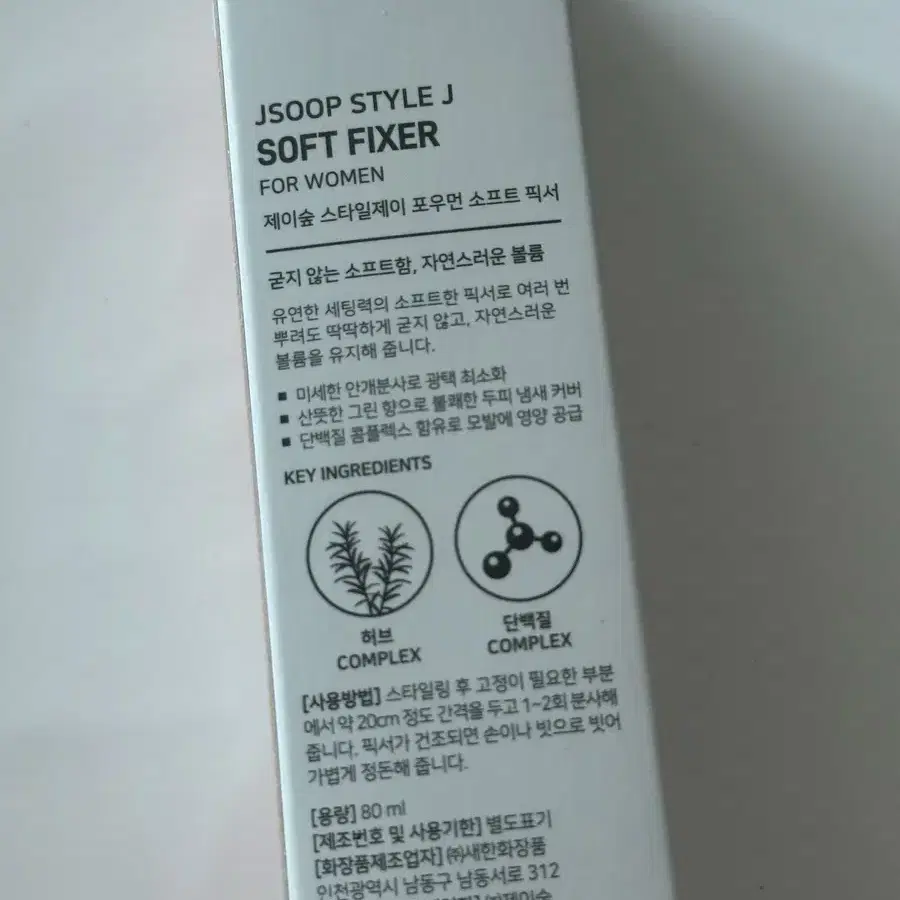 JSOOP STYLE J
SOFT FIXER
FOR WOMEN
제이숲 스타일제이 포우먼 소프트 픽서
굳지 않는 소프트함, 자연스러운 볼륨
유연한 세팅력의 소프트한 픽서로 여러 번
뿌려도 딱딱하게 굳지 않고, 자연스러운
볼륨을 유지해 줍니다.
■ 미세한 안개분사로 광택 최소화
■ 산뜻한 그린 향으로 불쾌한 두피 냄새 커버
■ 단백질 콤플렉스 함유로 모발에 영양 공급
KEY INGREDIENTS
허브
COMPLEX
단백질
COMPLEX
[사용방법] 스타일링 후 고정이 필요한 부분
에서 약 20cm 정도 간격을 두고 1~2회 분사해
줍니다. 픽서가 건조되면 손이나 빗으로 빗어
가볍게 정돈해 줍니다.
[용량] 80 ml
[제조번호 및 사용기한] 별도표기
[화장품제조업자] ㈜새한화장품
인천광역시 남동구 남동서로 312
㈜제이숲